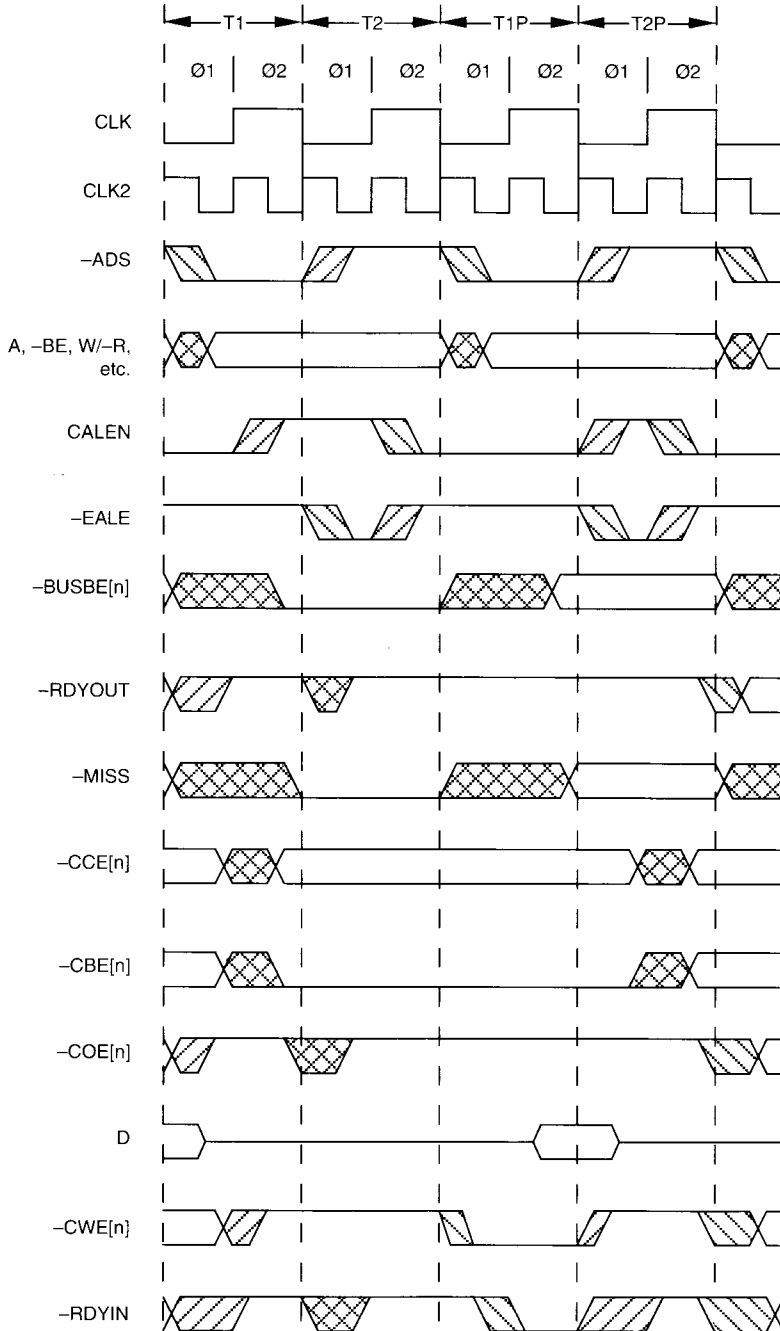 T1 T2 T1P T2P
Ø1 Ø2 Ø1 Ø2 Ø1 Ø2 Ø1 Ø2
CLK
CLK2
–ADS
A, –BE, W/–R,
etc.
CALEN
–EALE
–BUSBE[n]
–RDYOUT
–MISS
–CCE[n]
–CBE[n]
–COE[n]
D
–CWE[n]
–RDYIN